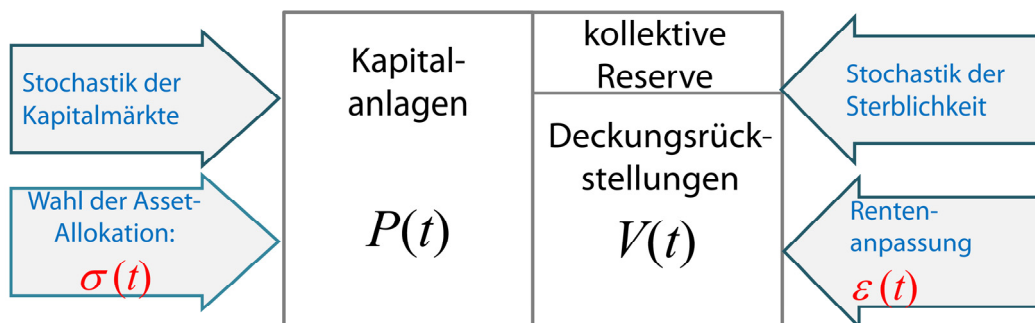 Stochastik der
Kapitalmärkte
Wahl der Asset-
Allokation:
σ(t)
Kapital-
anlagen
P(t)
kollektive
Reserve
Deckungsrück-
stellungen
V(t)
Stochastik der
Sterblichkeit
Renten-
anpassung
ε(t)